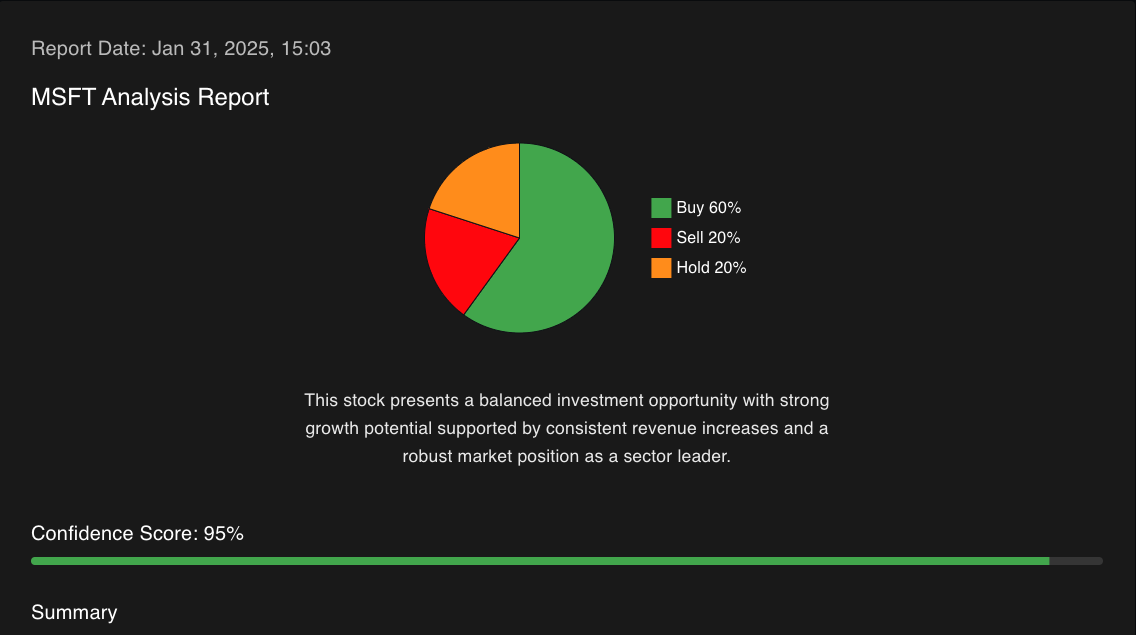 Report Date: Jan 31, 2025, 15:03
MSFT Analysis Report
Buy 60%
Sell 20%
Hold 20%
This stock presents a balanced investment opportunity with strong
growth potential supported by consistent revenue increases and a
robust market position as a sector leader.
Confidence Score: 95%
Summary